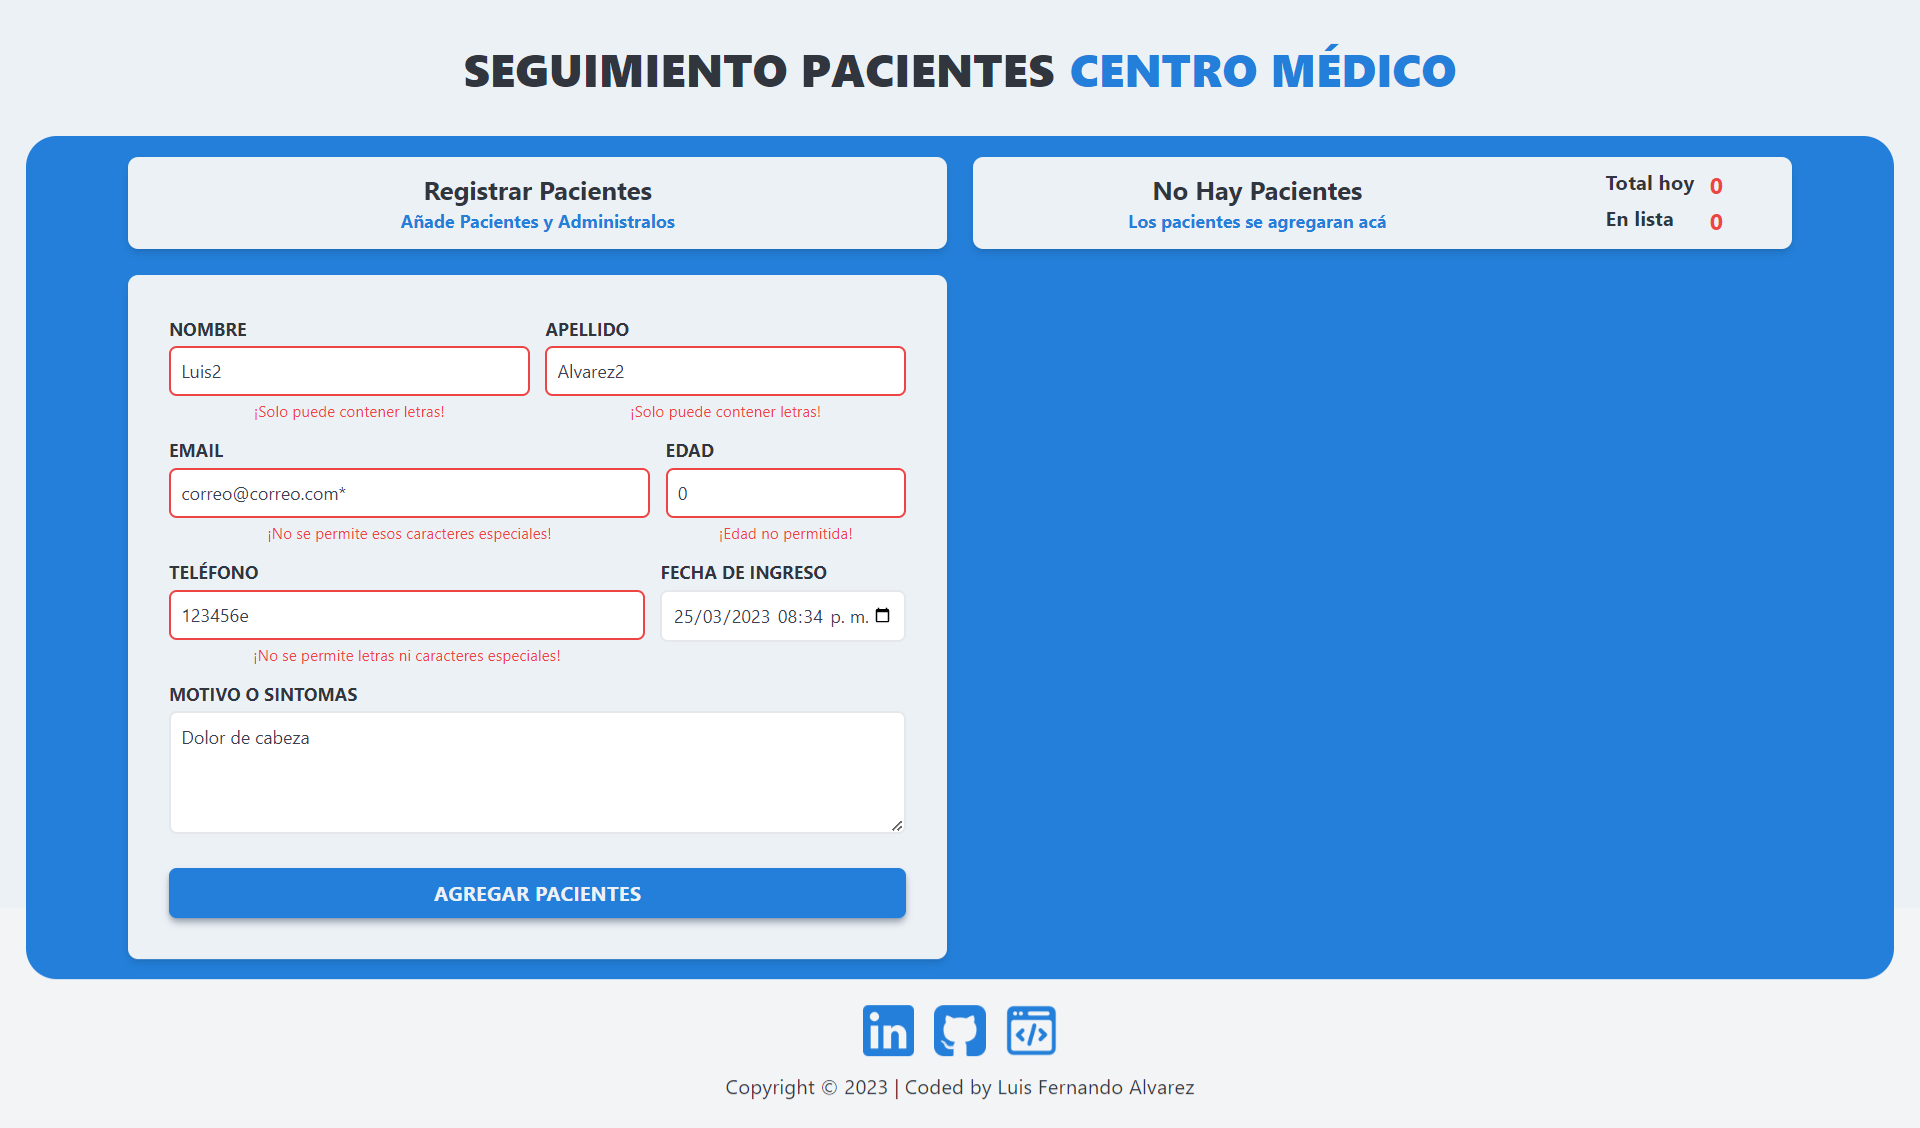 SEGUIMIENTO PACIENTES CENTRO MÉDICO
Registrar Pacientes
Añade Pacientes y Administralos
No Hay Pacientes
Los pacientes se agregaran acá
Total hoy 0
En lista 0
NOMBRE APELLIDO
Luis2 Alvarez2
¡Solo puede contener letras! ¡Solo puede contener letras!
EMAIL EDAD
correo@correo.com* 0
¡No se permite esos caracteres especiales! ¡Edad no permitida!
TELÉFONO FECHA DE INGRESO
123456e 25/03/2023 08:34 p. m.
¡No se permite letras ni caracteres especiales!
MOTIVO O SINTOMAS
Dolor de cabeza
AGREGAR PACIENTES
in </>
Copyright © 2023 | Coded by Luis Fernando Alvarez